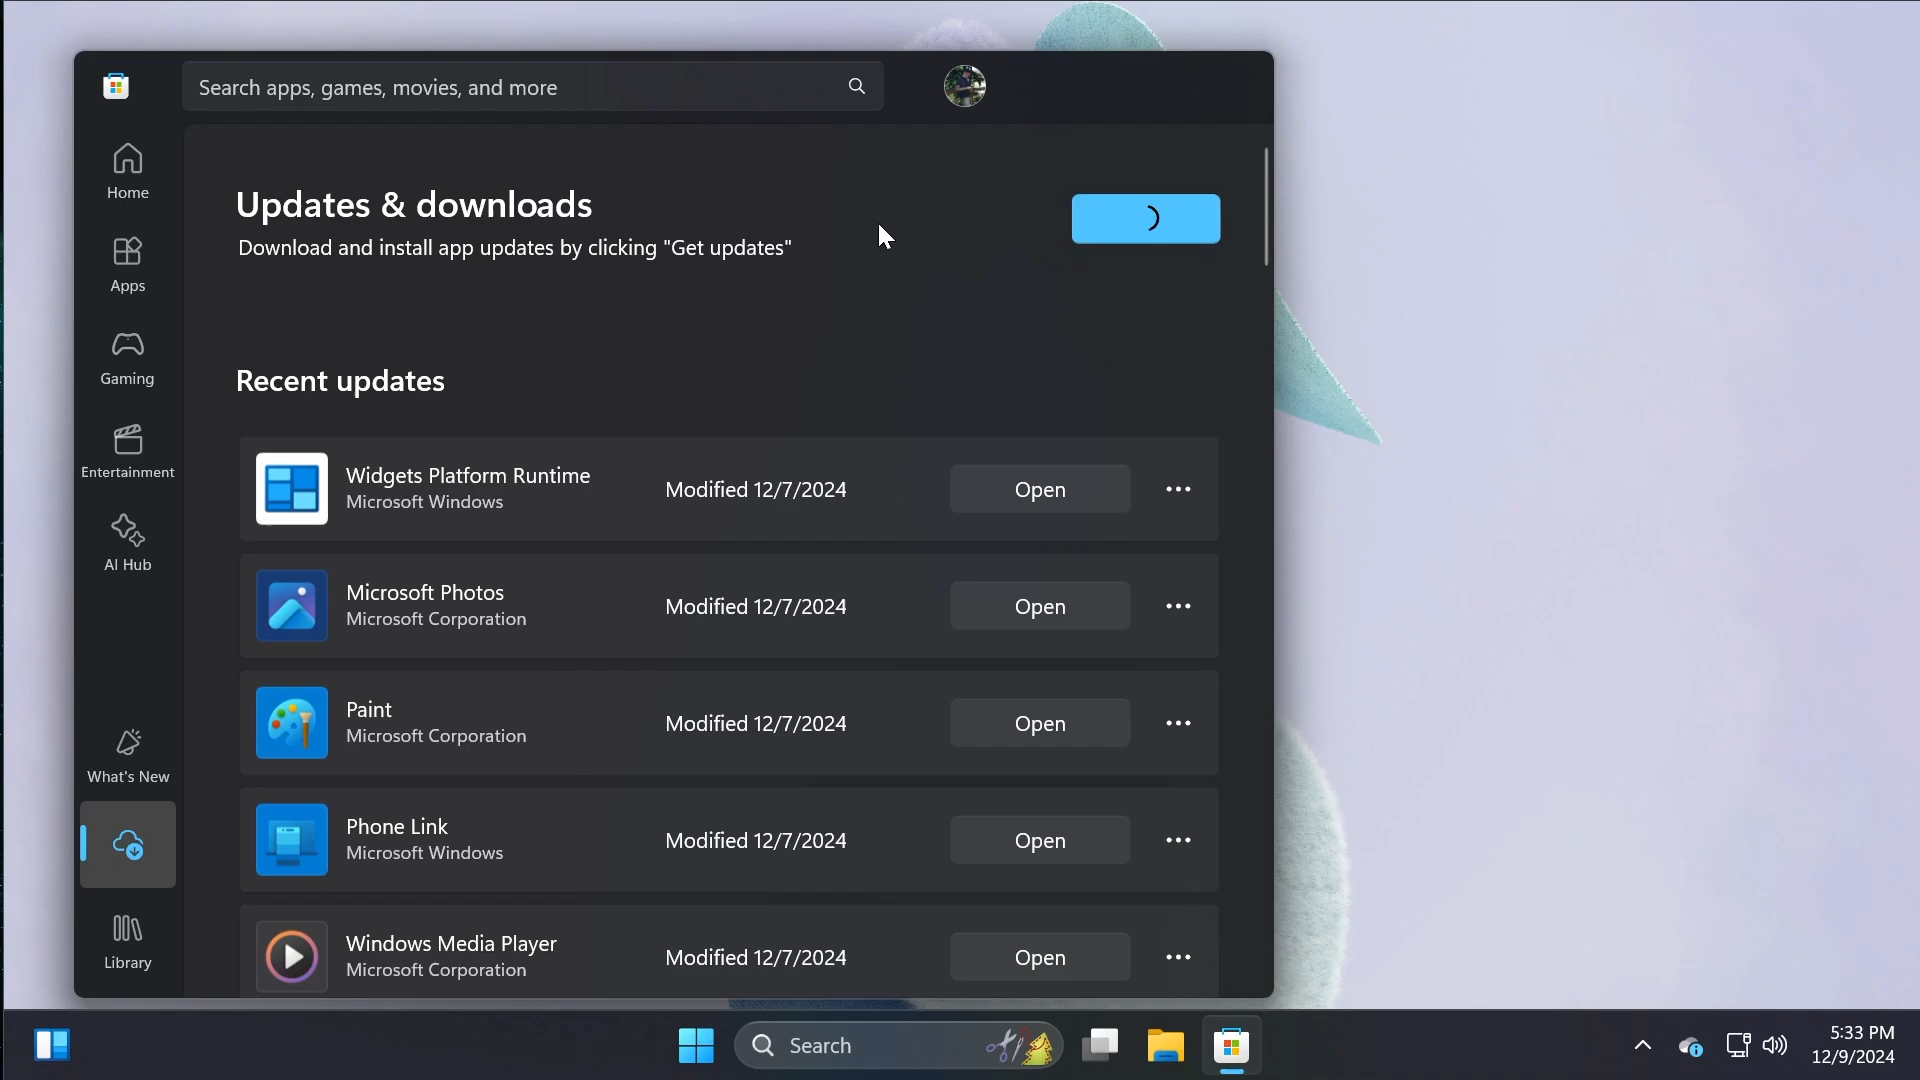 Search apps, games, movies, and more
Home
Apps
Gaming
Entertainment
AI Hub
What's New
Library
Updates & downloads
Download and install app updates by clicking "Get updates"
Recent updates
Widgets Platform Runtime
Microsoft Windows
Modified 12/7/2024
Open
Microsoft Photos
Microsoft Corporation
Modified 12/7/2024
Open
Paint
Microsoft Corporation
Modified 12/7/2024
Open
Phone Link
Microsoft Windows
Modified 12/7/2024
Open
Windows Media Player
Microsoft Corporation
Modified 12/7/2024
Open
Search
5:33 PM
12/9/2024